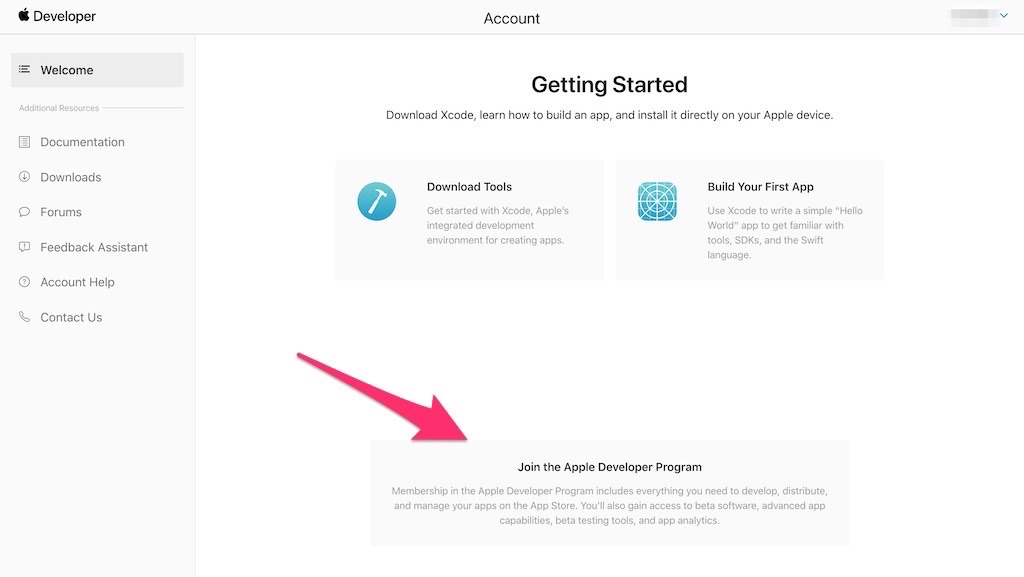 Developer
Account
Welcome
Additional Resources
Documentation
Downloads
Forums
Feedback Assistant
Account Help
Contact Us
Getting Started
Download Xcode, learn how to build an app, and install it directly on your Apple device.
Download Tools
Get started with Xcode, Apple’s
integrated development
environment for creating apps.
Build Your First App
Use Xcode to write a simple “Hello
World” app to get familiar with
tools, SDKs, and the Swift
language.
Join the Apple Developer Program
Membership in the Apple Developer Program includes everything you need to develop, distribute,
and manage your apps on the App Store. You’ll also gain access to beta software, advanced app
capabilities, beta testing tools, and app analytics.